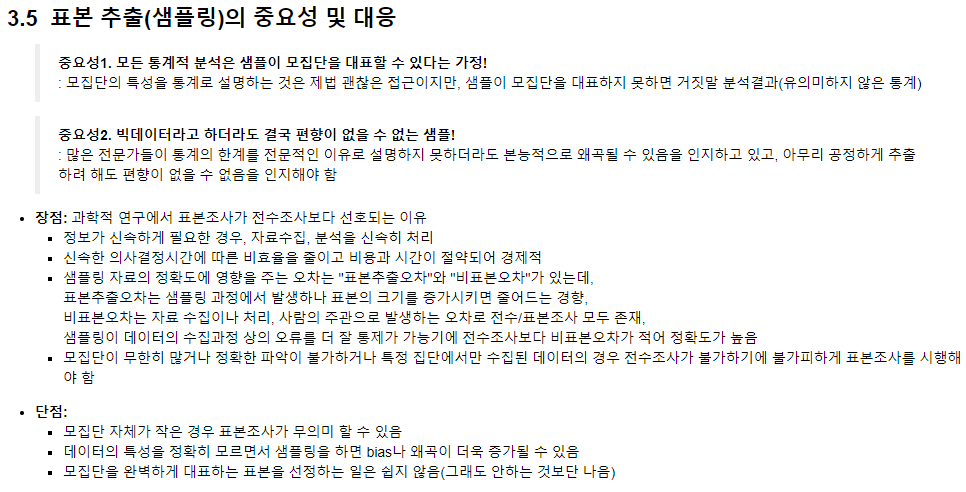 3.5 표본 추출(샘플링)의 중요성 및 대응
중요성1. 모든 통계적 분석은 샘플이 모집단을 대표할 수 있다는 가정!
: 모집단의 특성을 통계로 설명하는 것은 제법 괜찮은 접근이지만, 샘플이 모집단을 대표하지 못하면 거짓말 분석결과(유의미하지 않은 통계)
중요성2. 빅데이터라고 하더라도 결국 편향이 없을 수 없는 샘플!
: 많은 전문가들이 통계의 한계를 전문적인 이유로 설명하지 못하더라도 본능적으로 왜곡될 수 있음을 인지하고 있고, 아무리 공정하게 추출
하려 해도 편향이 없을 수 없음을 인지해야 함
• 장점: 과학적 연구에서 표본조사가 전수조사보다 선호되는 이유
▪ 정보가 신속하게 필요한 경우, 자료수집, 분석을 신속히 처리
▪ 신속한 의사결정시간에 따른 비효율을 줄이고 비용과 시간이 절약되어 경제적
▪ 샘플링 자료의 정확도에 영향을 주는 오차는 "표본추출오차"와 "비표본오차"가 있는데,
표본추출오차는 샘플링 과정에서 발생하나 표본의 크기를 증가시키면 줄어드는 경향,
비표본오차는 자료 수집이나 처리, 사람의 주관으로 발생하는 오차로 전수/표본조사 모두 존재,
샘플링이 데이터의 수집과정 상의 오류를 더 잘 통제가 가능기에 전수조사보다 비표본오차가 적어 정확도가 높음
▪ 모집단이 무한히 많거나 정확한 파악이 불가하거나 특정 집단에서만 수집된 데이터의 경우 전수조사가 불가하기에 불가피하게 표본조사를 시행해
야 함
• 단점:
▪ 모집단 자체가 작은 경우 표본조사가 무의미 할 수 있음
▪ 데이터의 특성을 정확히 모르면서 샘플링을 하면 bias나 왜곡이 더욱 증가될 수 있음
▪ 모집단을 완벽하게 대표하는 표본을 선정하는 일은 쉽지 않음(그래도 안하는 것보단 나음)